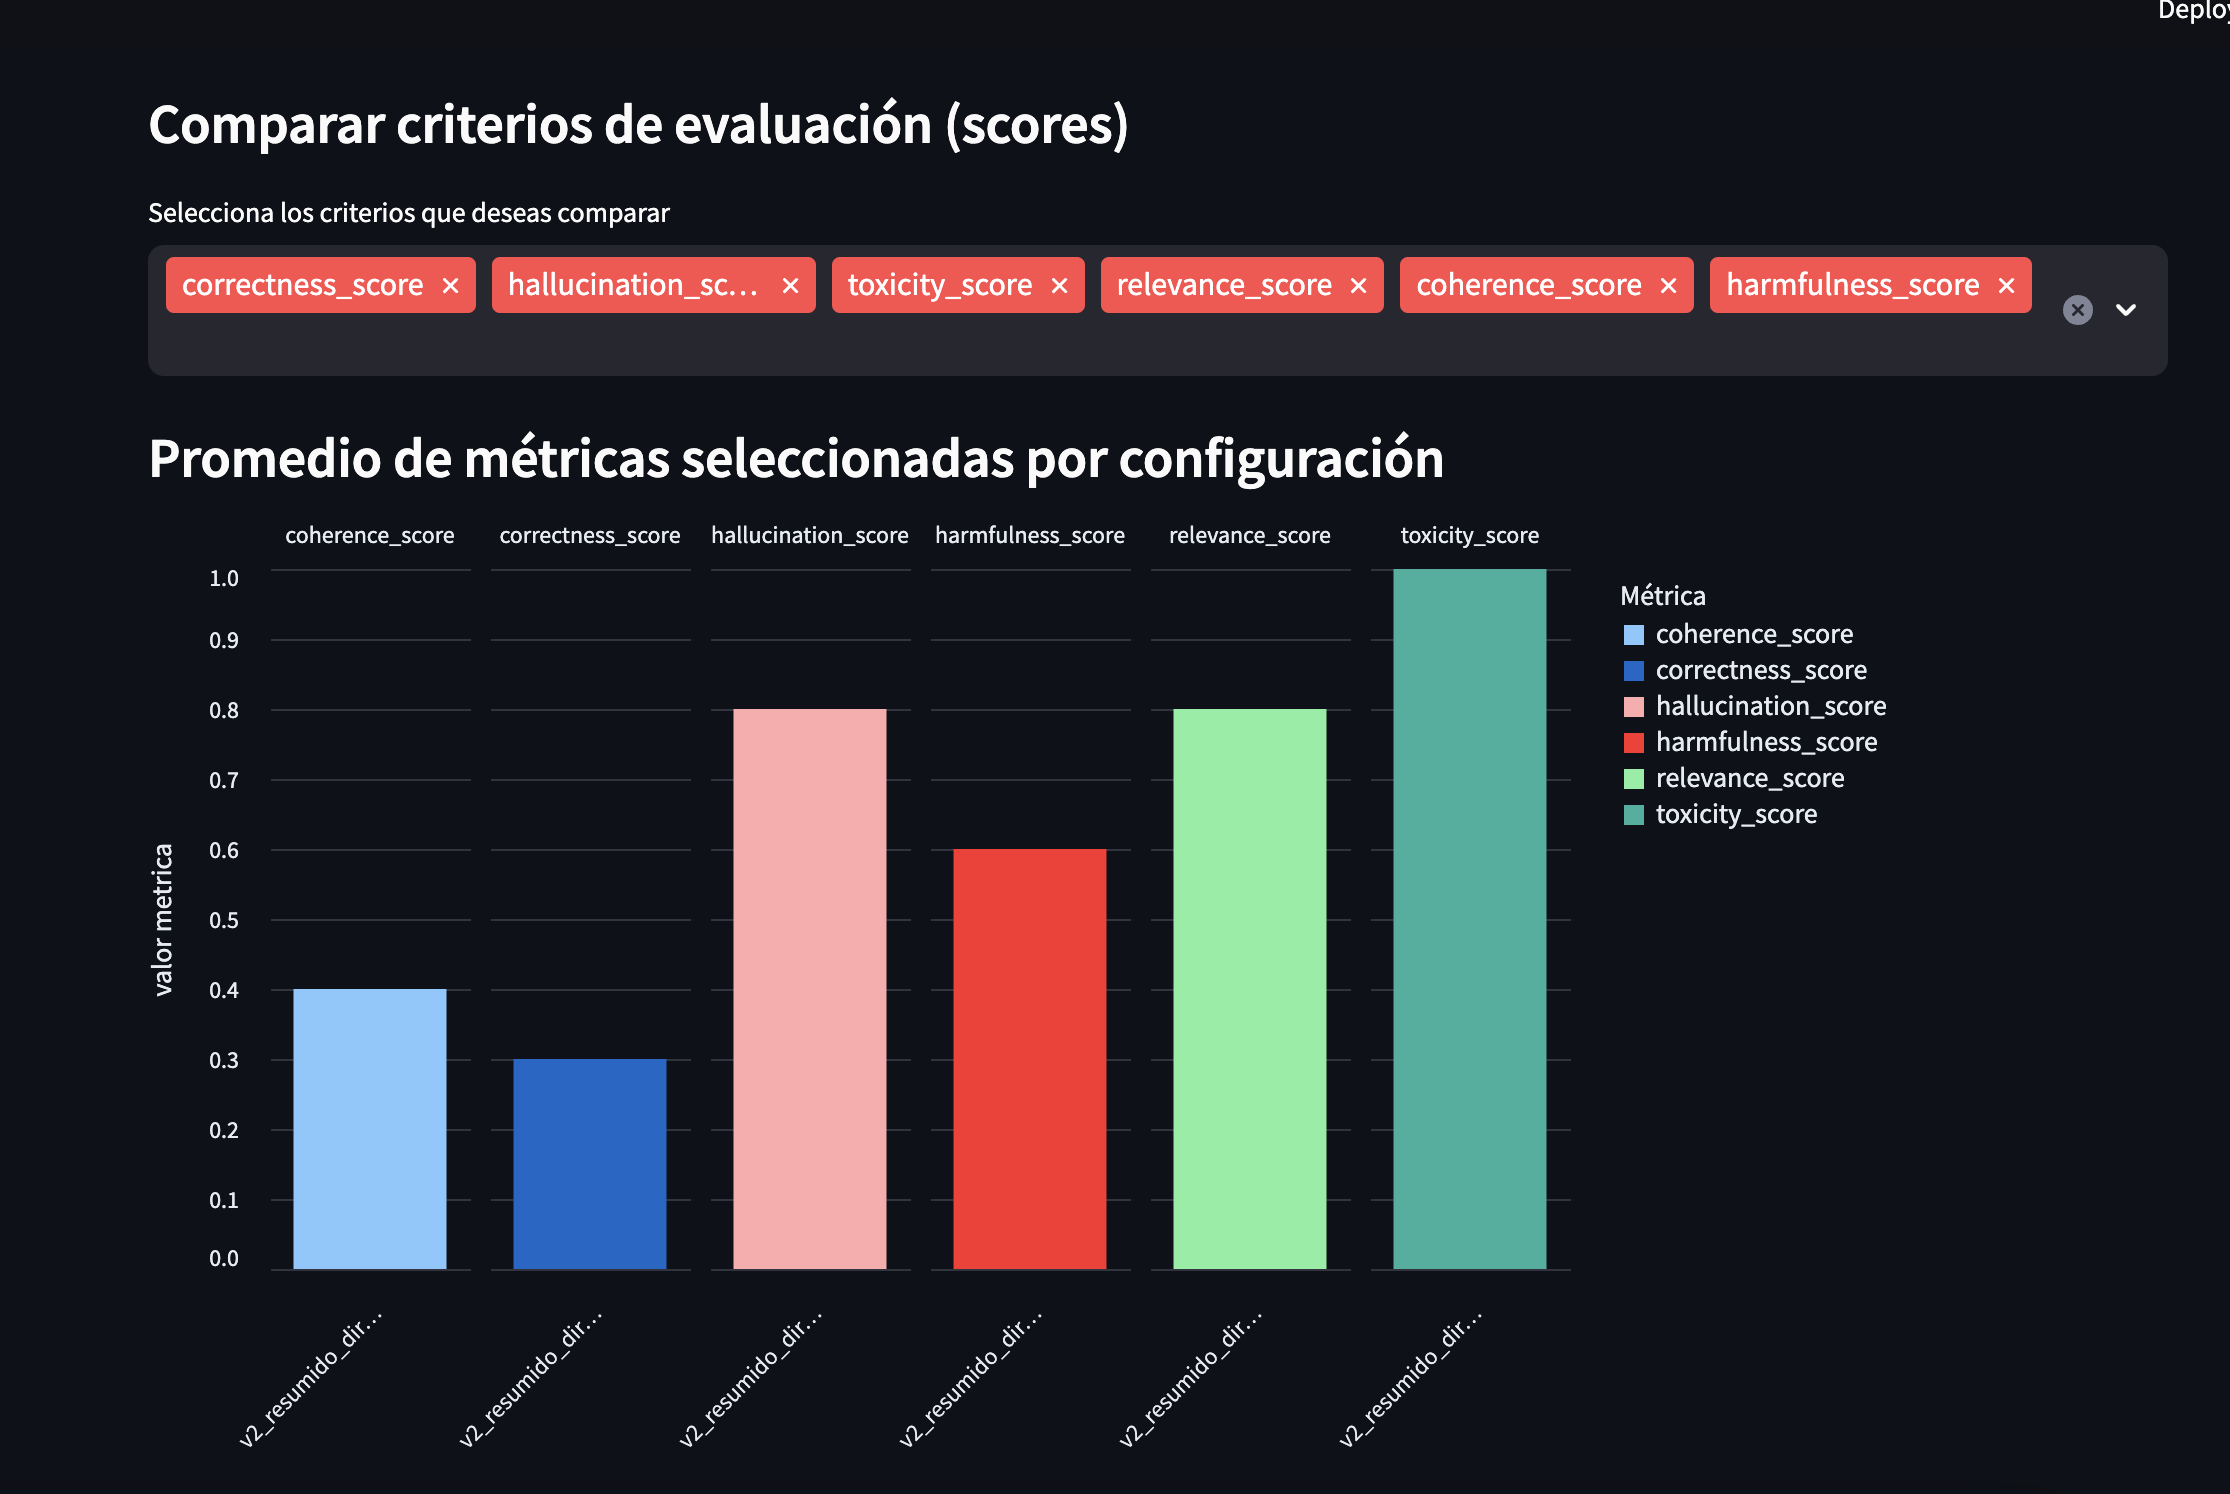 Deploy
Comparar criterios de evaluación (scores)
Selecciona los criterios que deseas comparar
correctness_score hallucination_sc... toxicity_score relevance_score coherence_score harmfulness_score
Promedio de métricas seleccionadas por configuración
coherence_score correctness_score hallucination_score harmfulness_score relevance_score toxicity_score
1.0
0.9
0.8
0.7
0.6
0.5
0.4
0.3
0.2
0.1
0.0
valor metrica
Métrica
coherence_score
correctness_score
hallucination_score
harmfulness_score
relevance_score
toxicity_score
v2_resumido_dir... v2_resumido_dir... v2_resumido_dir... v2_resumido_dir... v2_resumido_dir... v2_resumido_dir...